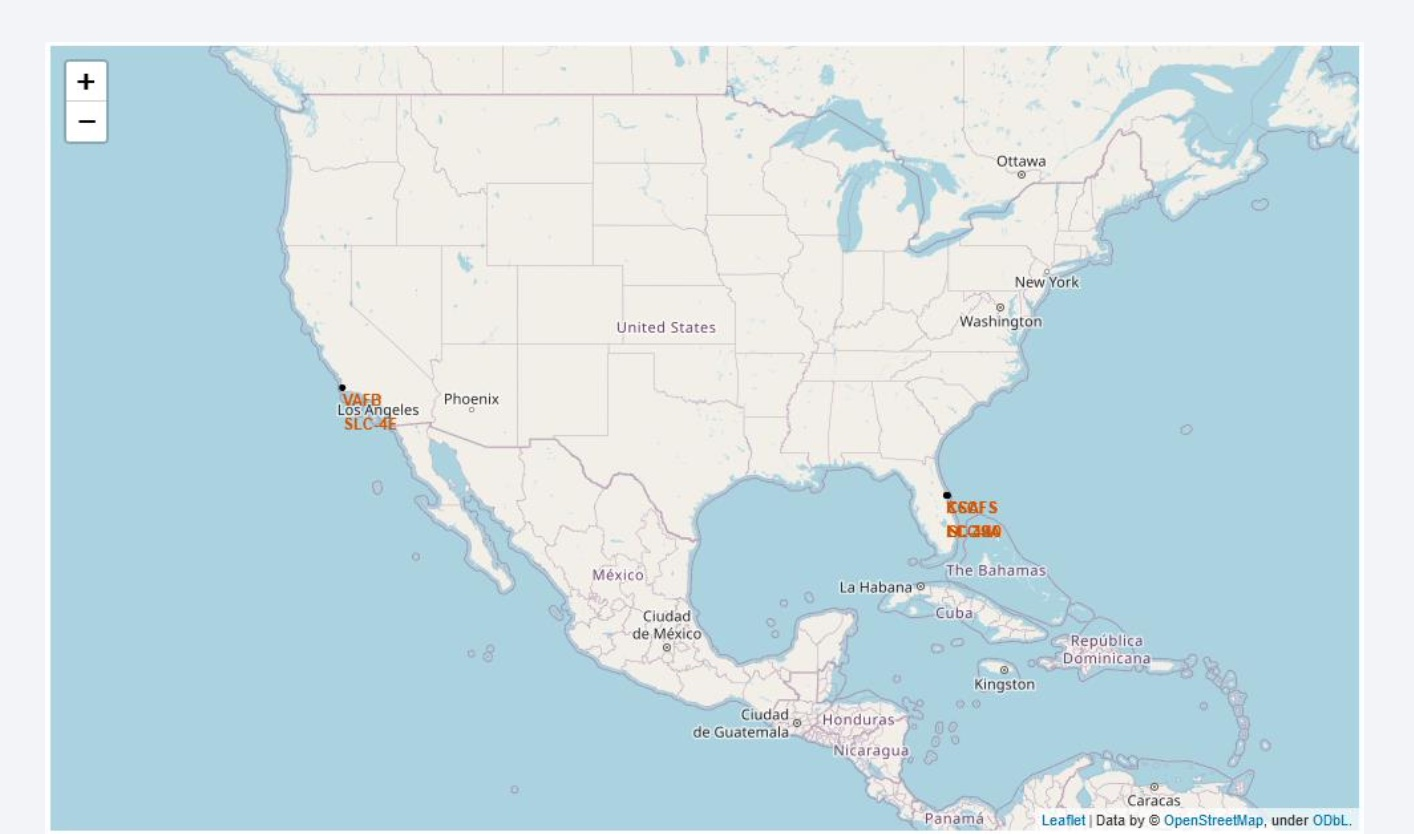 +
−
Ottawa
New York
Washington
United States
Phoenix
VAFB
Los Angeles
SLC-4E
México
The Bahamas
La Habana
Cuba
Ciudad
de México
República
Dominicana
Kingston
Ciudad
de Guatemala
Honduras
Nicaragua
Caracas
Panamá
Leaflet | Data by © OpenStreetMap, under ODbL.